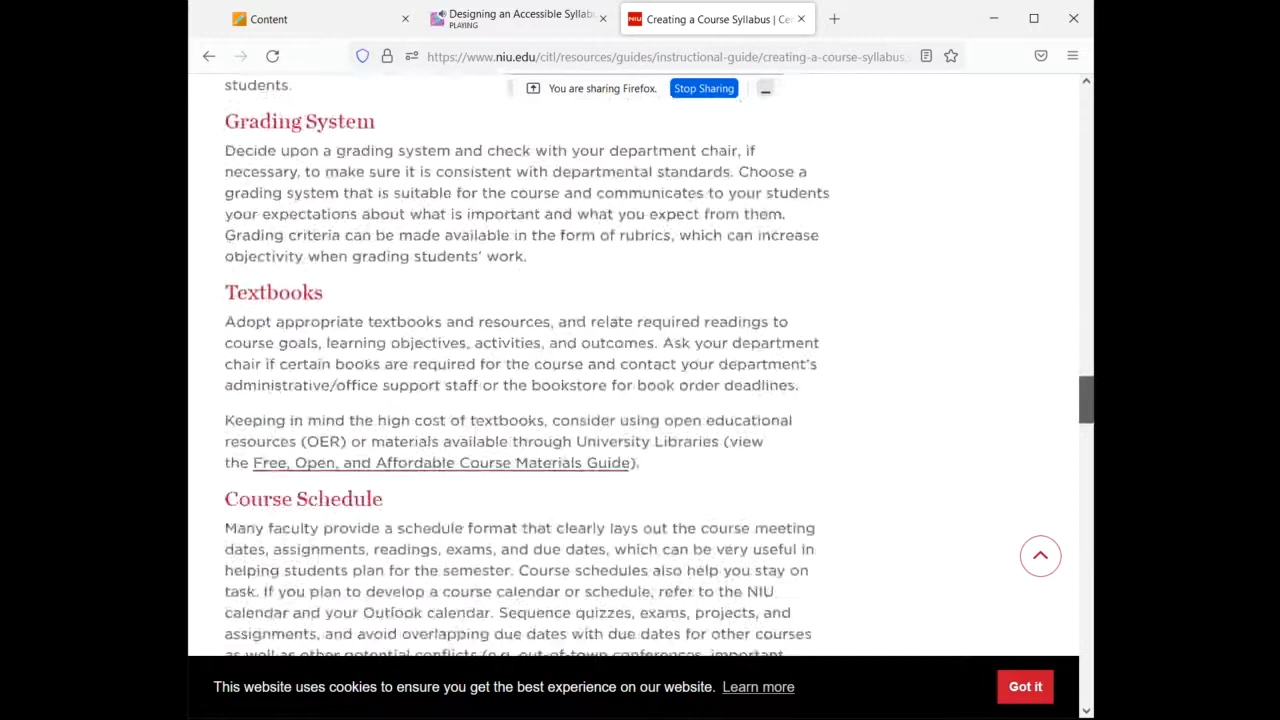 Content
Designing an Accessible Syllab
PLAYING
NIU
Creating a Course Syllabus | Cen
https://www.niu.edu/citl/resources/guides/instructional-guide/creating-a-course-syllabus.
students.
You are sharing Firefox.
Stop Sharing
Grading System
Decide upon a grading system and check with your department chair, if
necessary, to make sure it is consistent with departmental standards. Choose a
grading system that is suitable for the course and communicates to your students
your expectations about what is important and what you expect from them.
Grading criteria can be made available in the form of rubrics, which can increase
objectivity when grading students' work.
Textbooks
Adopt appropriate textbooks and resources, and relate required readings to
course goals, learning objectives, activities, and outcomes. Ask your department
chair if certain books are required for the course and contact your department's
administrative/office support staff or the bookstore for book order deadlines.
Keeping in mind the high cost of textbooks, consider using open educational
resources (OER) or materials available through University Libraries (view
the Free, Open, and Affordable Course Materials Guide).
Course Schedule
Many faculty provide a schedule format that clearly lays out the course meeting
dates, assignments, readings, exams, and due dates, which can be very useful in
helping students plan for the semester. Course schedules also help you stay on
task. If you plan to develop a course calendar or schedule, refer to the NIU
calendar and your Outlook calendar. Sequence quizzes, exams, projects, and
assignments, and avoid overlapping due dates with due dates for other courses
as well as other potential conflicts (e.g. out-of-town conferences, important
This website uses cookies to ensure you get the best experience on our website. Learn more
Got it